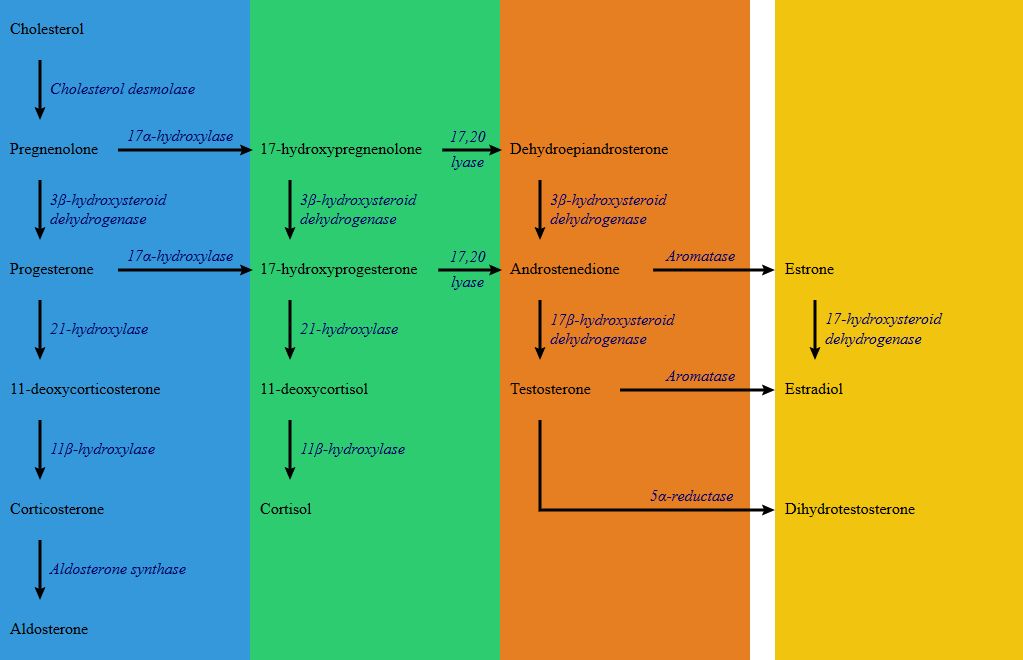 Cholesterol
Cholesterol desmolase
17α-hydroxylase
17,20
Pregnenolone
17-hydroxypregnenolone
lyase
Dehydroepiandrosterone
3β-hydroxysteroid
dehydrogenase
3β-hydroxysteroid
dehydrogenase
3β-hydroxysteroid
dehydrogenase
17α-hydroxylase
17,20
Aromatase
Progesterone
17-hydroxyprogesterone
lyase
Androstenedione
Estrone
21-hydroxylase
21-hydroxylase
17β-hydroxysteroid
dehydrogenase
17-hydroxysteroid
dehydrogenase
Aromatase
11-deoxycorticosterone
11-deoxycortisol
Testosterone
Estradiol
11β-hydroxylase
11β-hydroxylase
5α-reductase
Corticosterone
Cortisol
Dihydrotestosterone
Aldosterone synthase
Aldosterone